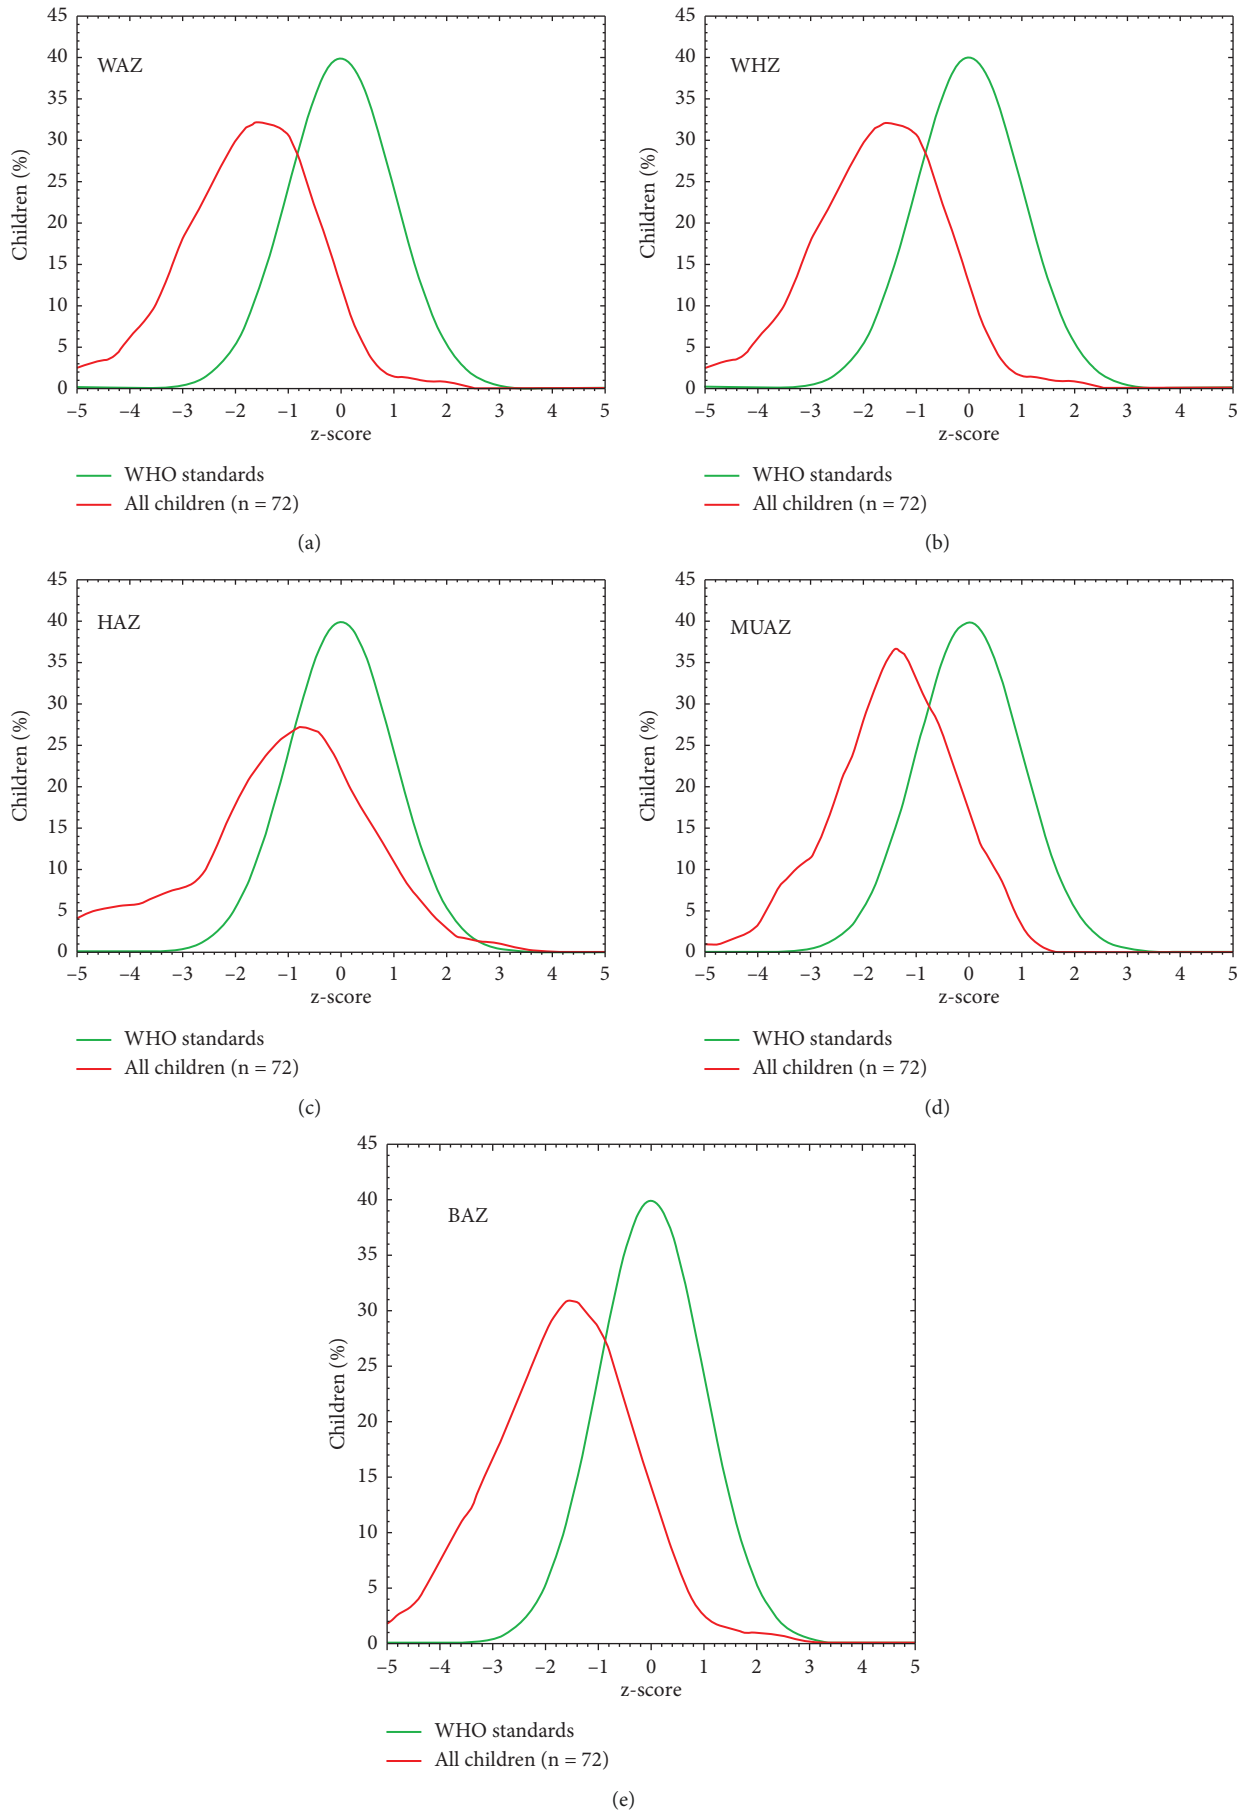 45
40
35
30
25
20
15
10
5
0
Children (%)
WAZ
–5 –4 –3 –2 –1 0 1 2 3 4 5
z-score
WHO standards
All children (n = 72)
(a)
45
40
35
30
25
20
15
10
5
0
Children (%)
WHZ
–5 –4 –3 –2 –1 0 1 2 3 4 5
z-score
WHO standards
All children (n = 72)
(b)
45
40
35
30
25
20
15
10
5
0
Children (%)
HAZ
–5 –4 –3 –2 –1 0 1 2 3 4 5
z-score
WHO standards
All children (n = 72)
(c)
45
40
35
30
25
20
15
10
5
0
Children (%)
MUAZ
–5 –4 –3 –2 –1 0 1 2 3 4 5
z-score
WHO standards
All children (n = 72)
(d)
45
40
35
30
25
20
15
10
5
0
Children (%)
BAZ
–5 –4 –3 –2 –1 0 1 2 3 4 5
z-score
WHO standards
All children (n = 72)
(e)